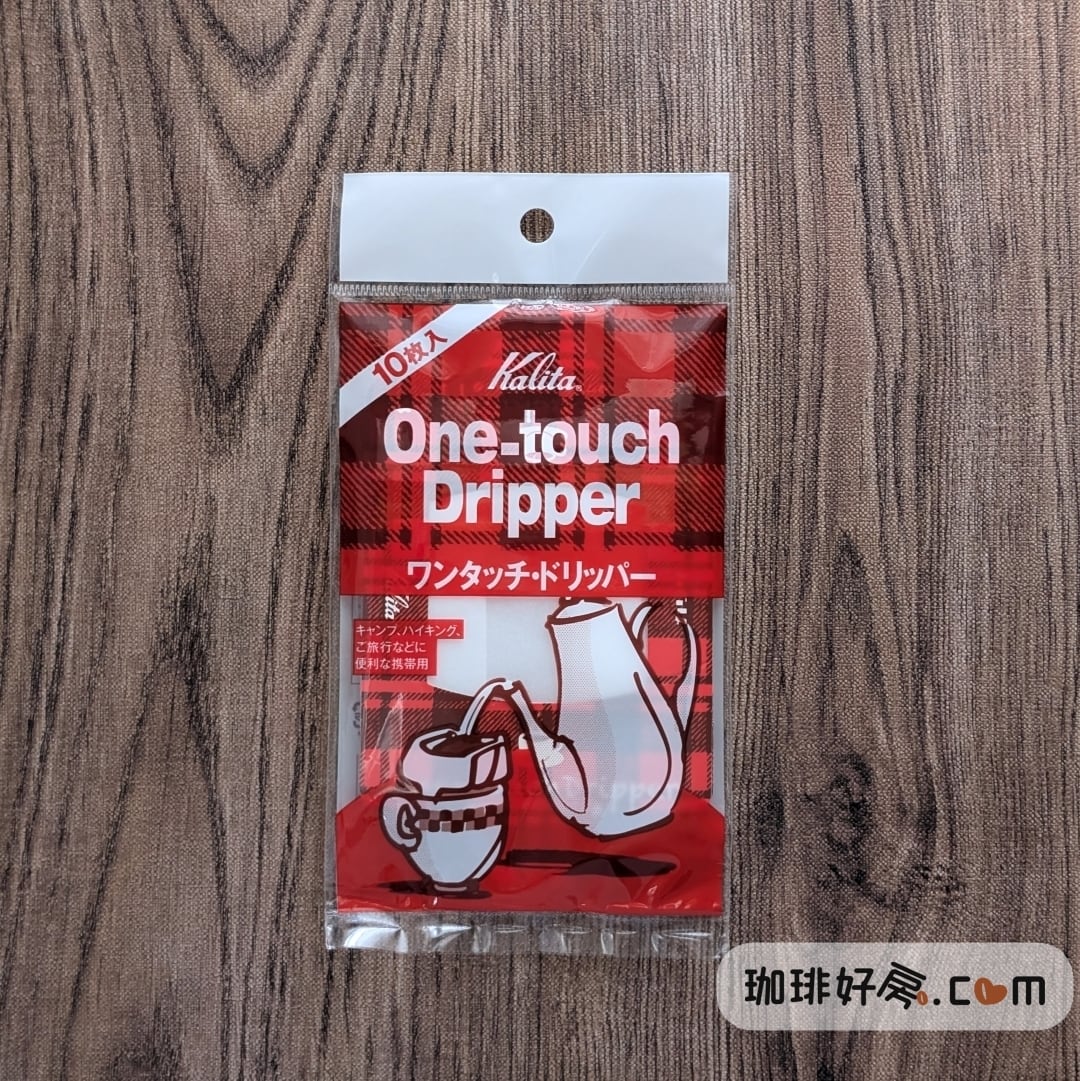 10枚入
Kalita®
One-touch
Dripper
ワンタッチ・ドリッパー
キャンプ、ハイキング、
ご旅行などに
便利な携帯用
珈琲好房.com